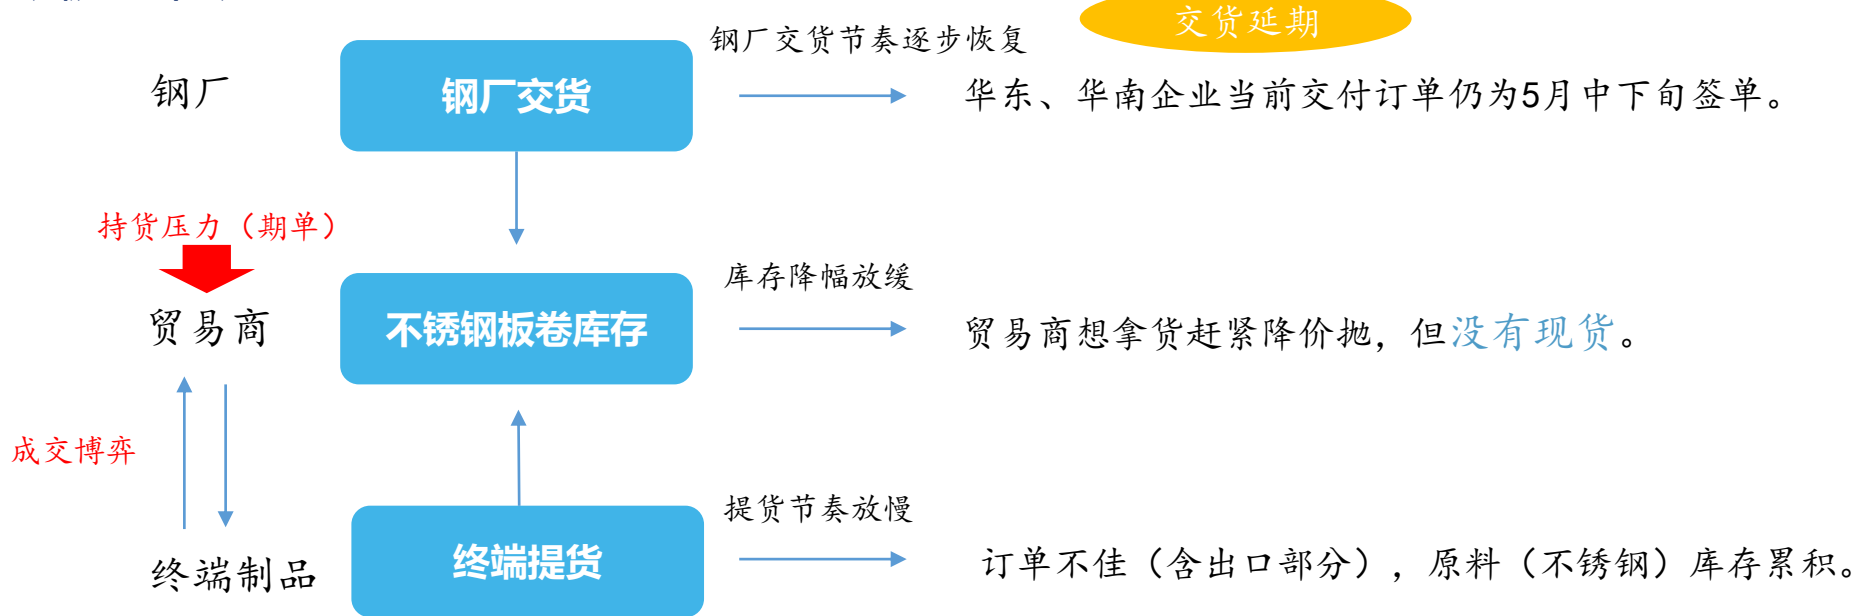 交货延期
钢厂交货节奏逐步恢复
钢厂
钢厂交货
华东、华南企业当前交付订单仍为5月中下旬签单。
持货压力（期单）
库存降幅放缓
贸易商
不锈钢板卷库存
贸易商想拿货赶紧降价抛，但没有现货。
成交博弈
提货节奏放慢
终端制品
终端提货
订单不佳（含出口部分），原料（不锈钢）库存累积。